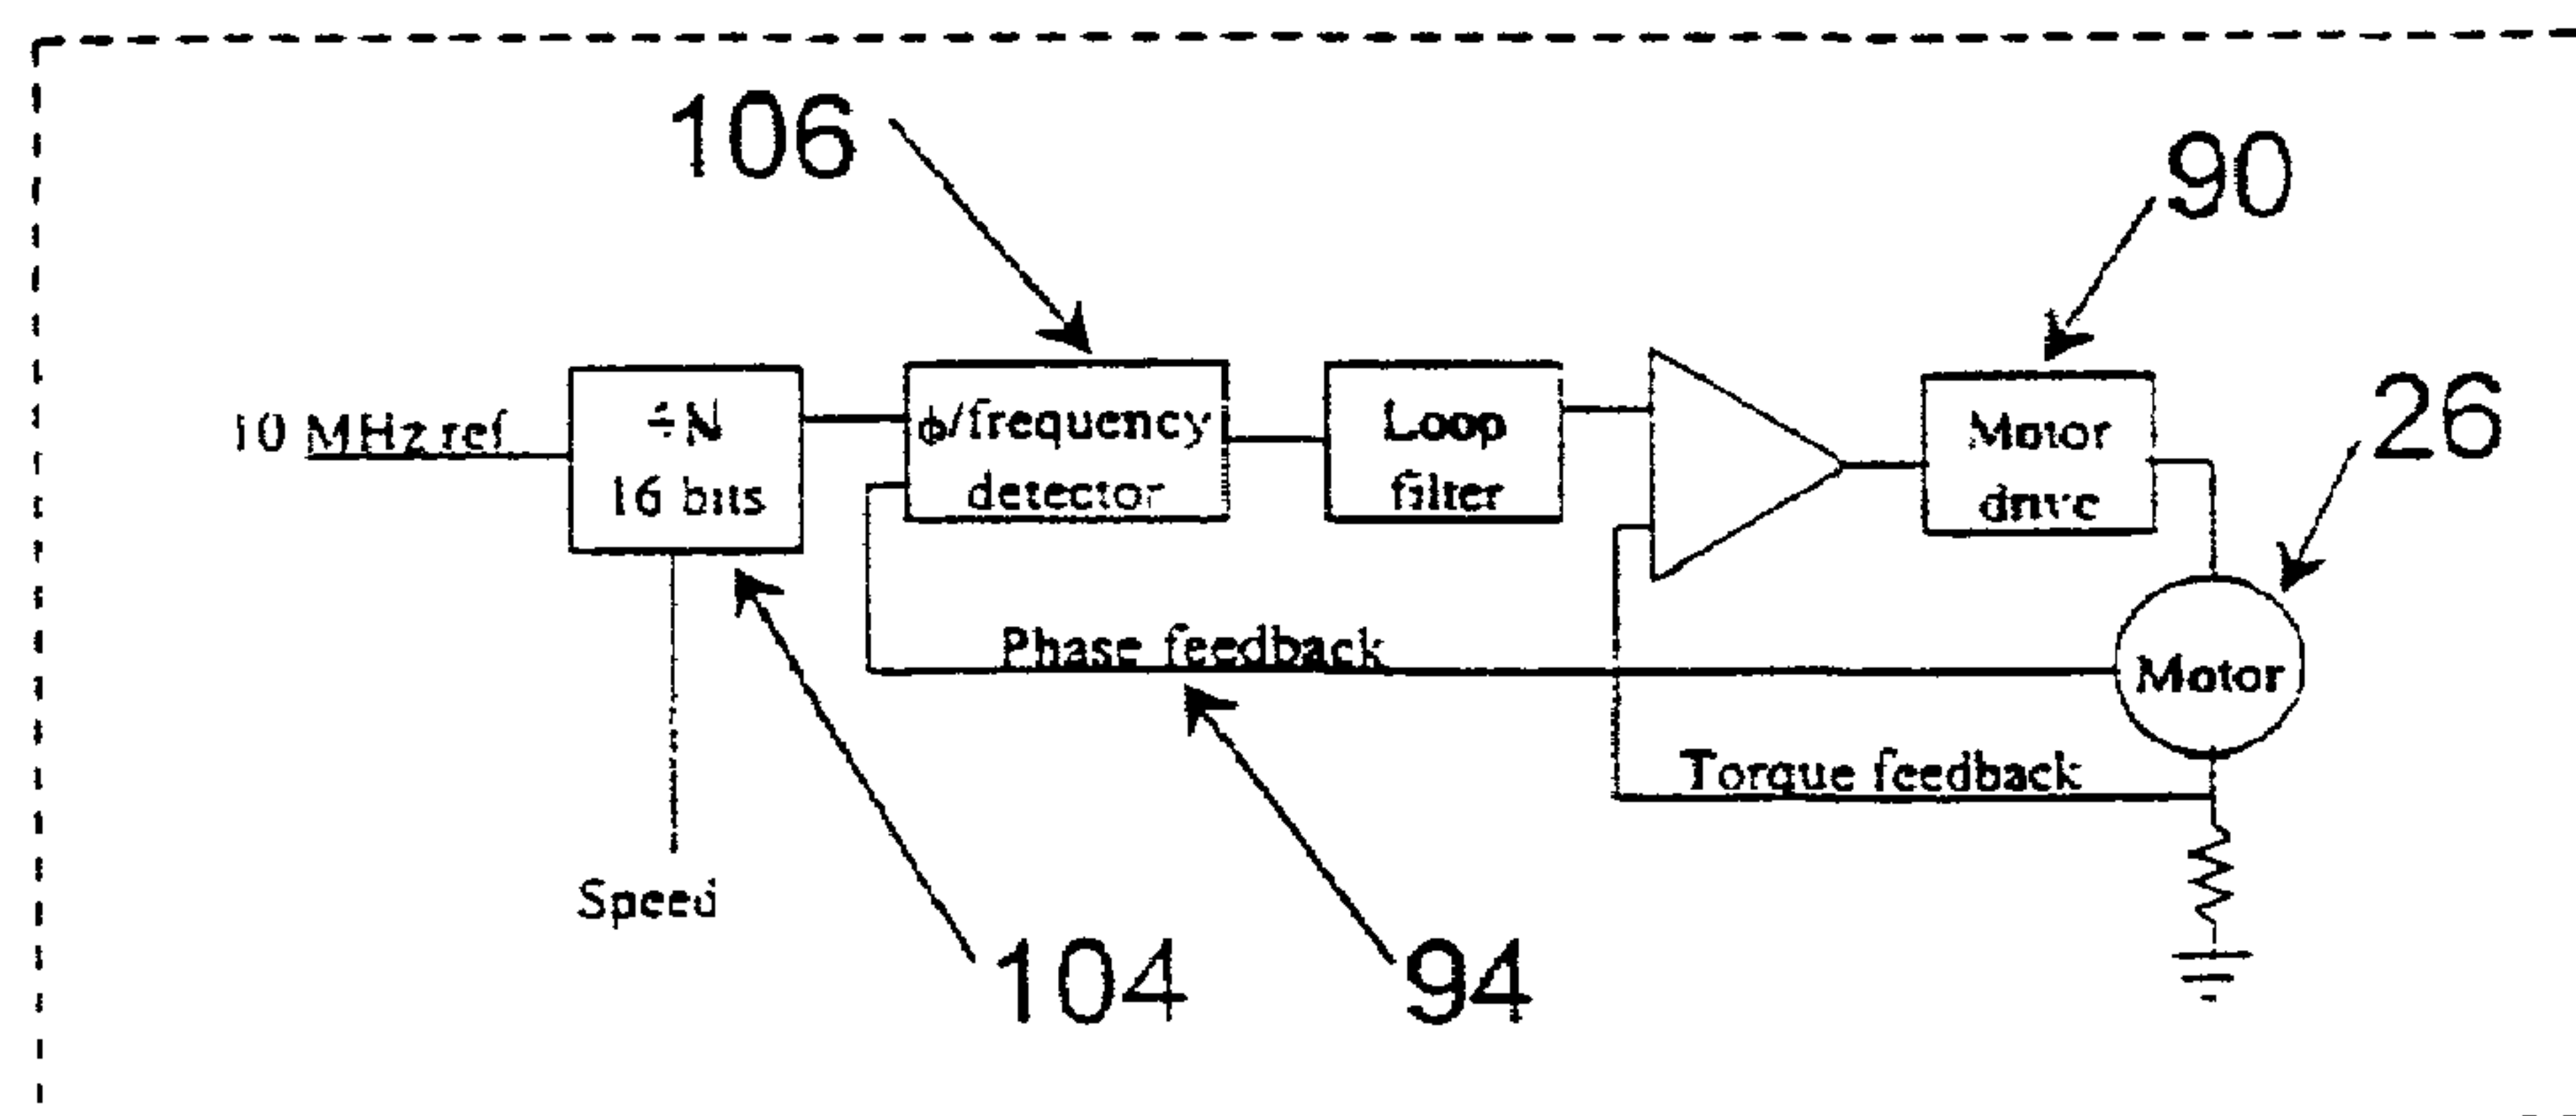 106
90
26
10 MHz ref
÷N
16 bits
ϕ/frequency
detector
Loop
filter
Motor
drive
Motor
Phase feedback
Torque feedback
Speed
104
94